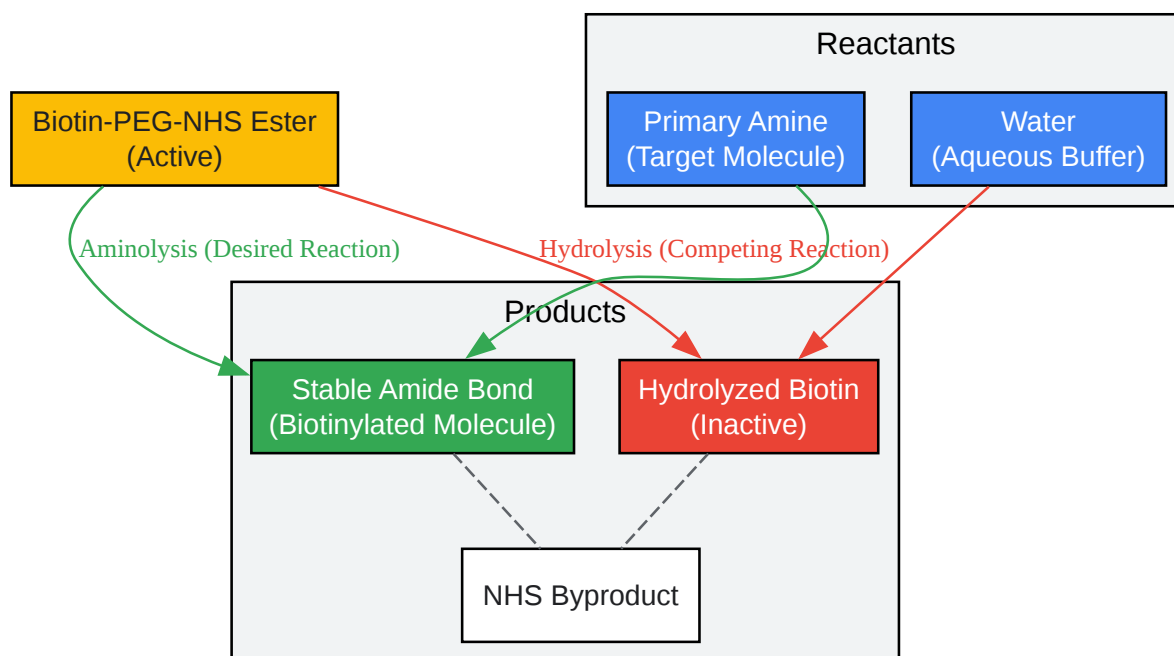 Reactants
Biotin-PEG-NHS Ester
(Active)
Primary Amine
(Target Molecule)
Water
(Aqueous Buffer)
Aminolysis (Desired Reaction)
Hydrolysis (Competing Reaction)
Products
Stable Amide Bond
(Biotinylated Molecule)
Hydrolyzed Biotin
(Inactive)
NHS Byproduct